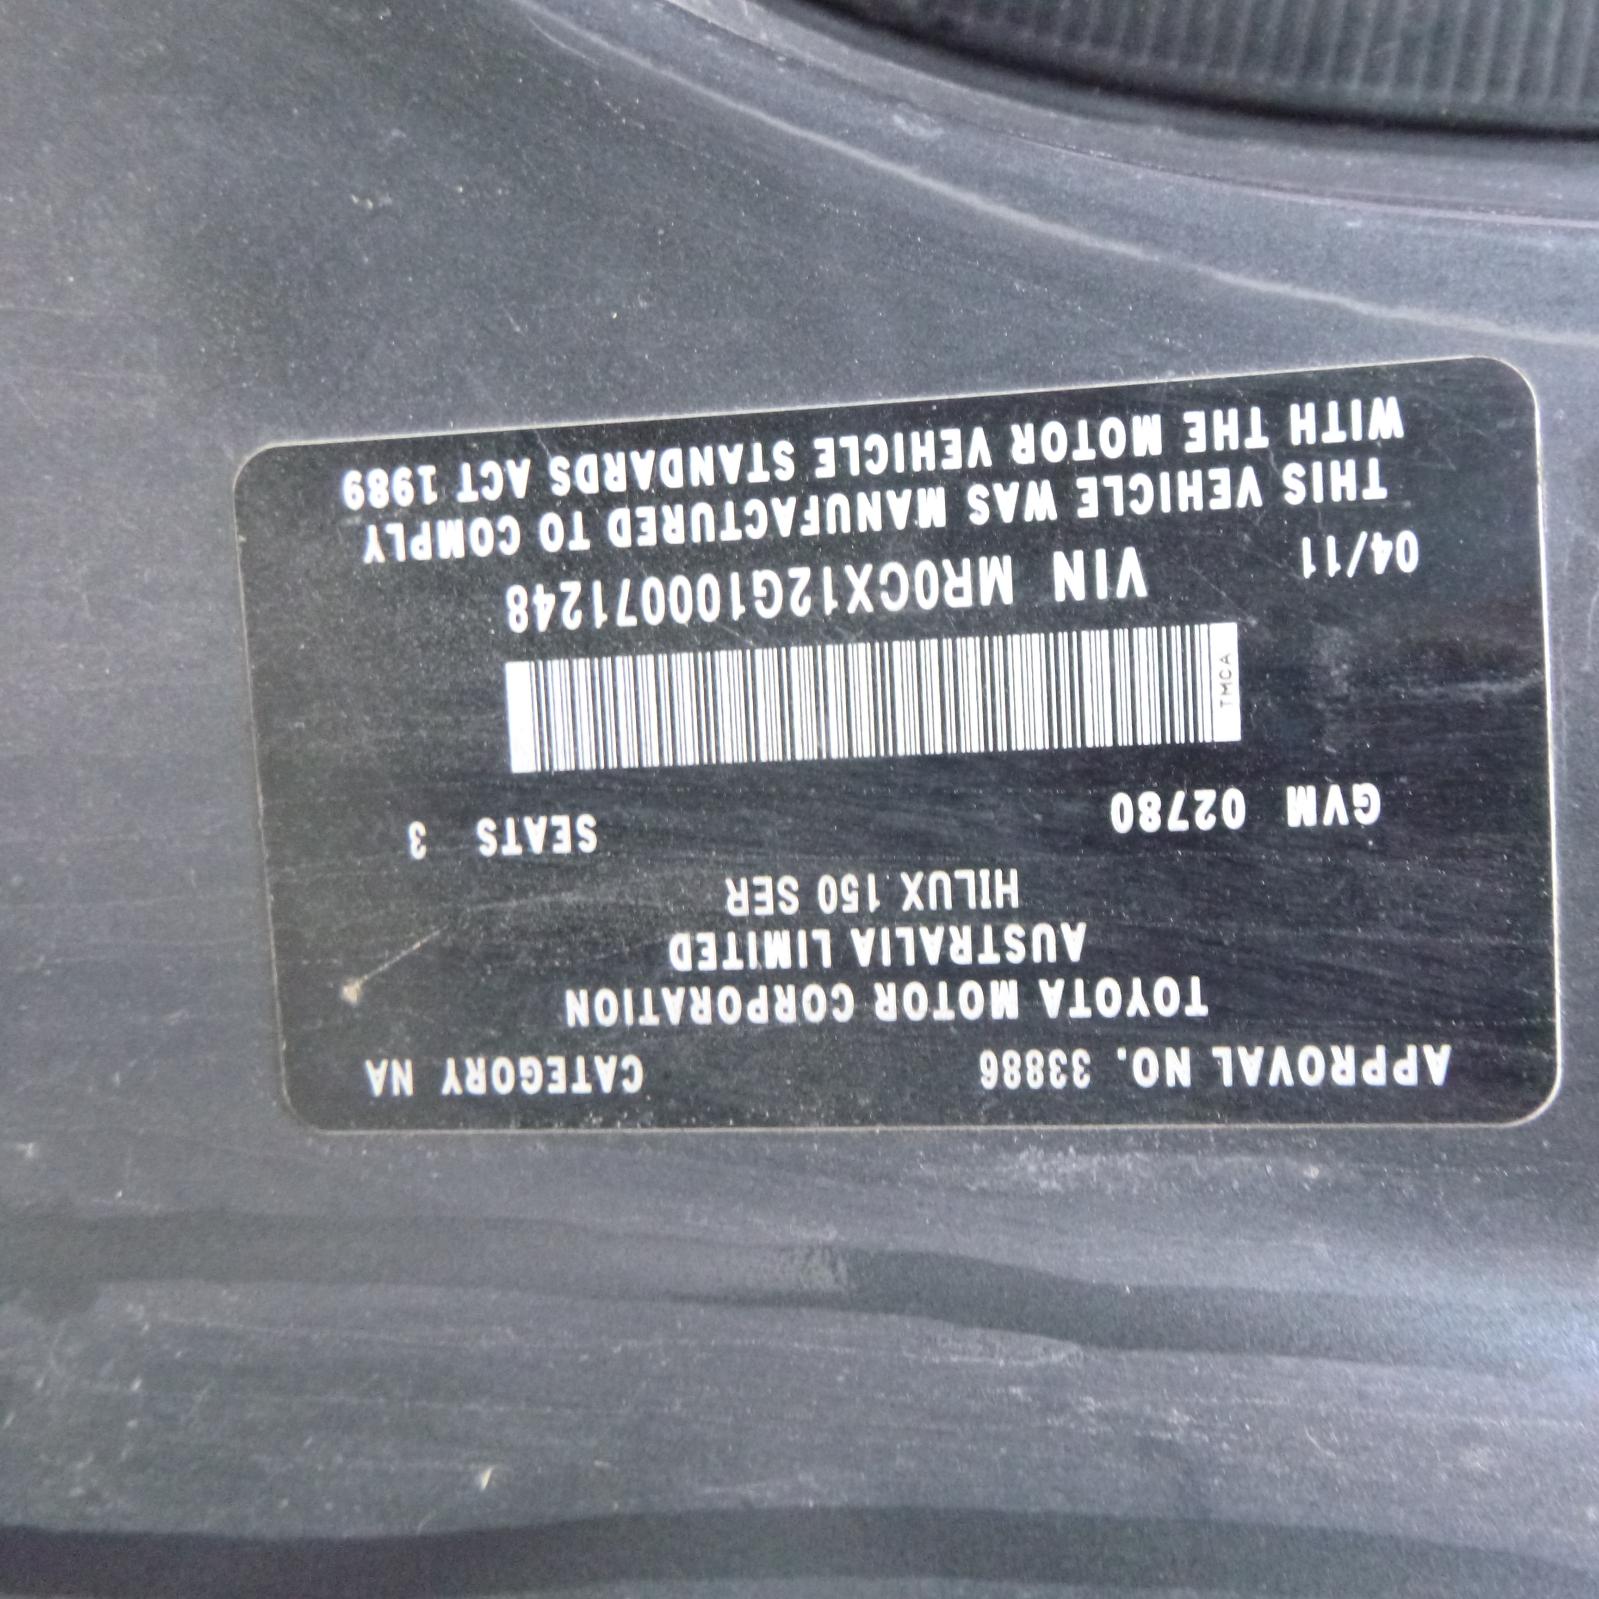 APPROVAL NO. 33886 CATEGORY NA
TOYOTA MOTOR CORPORATION
AUSTRALIA LIMITED
HILUX 150 SER
GVM 02780 SEATS 3
TMCA
04/11 VIN MR0CX12G100071248
THIS VEHICLE WAS MANUFACTURED TO COMPLY
WITH THE MOTOR VEHICLE STANDARDS ACT 1989